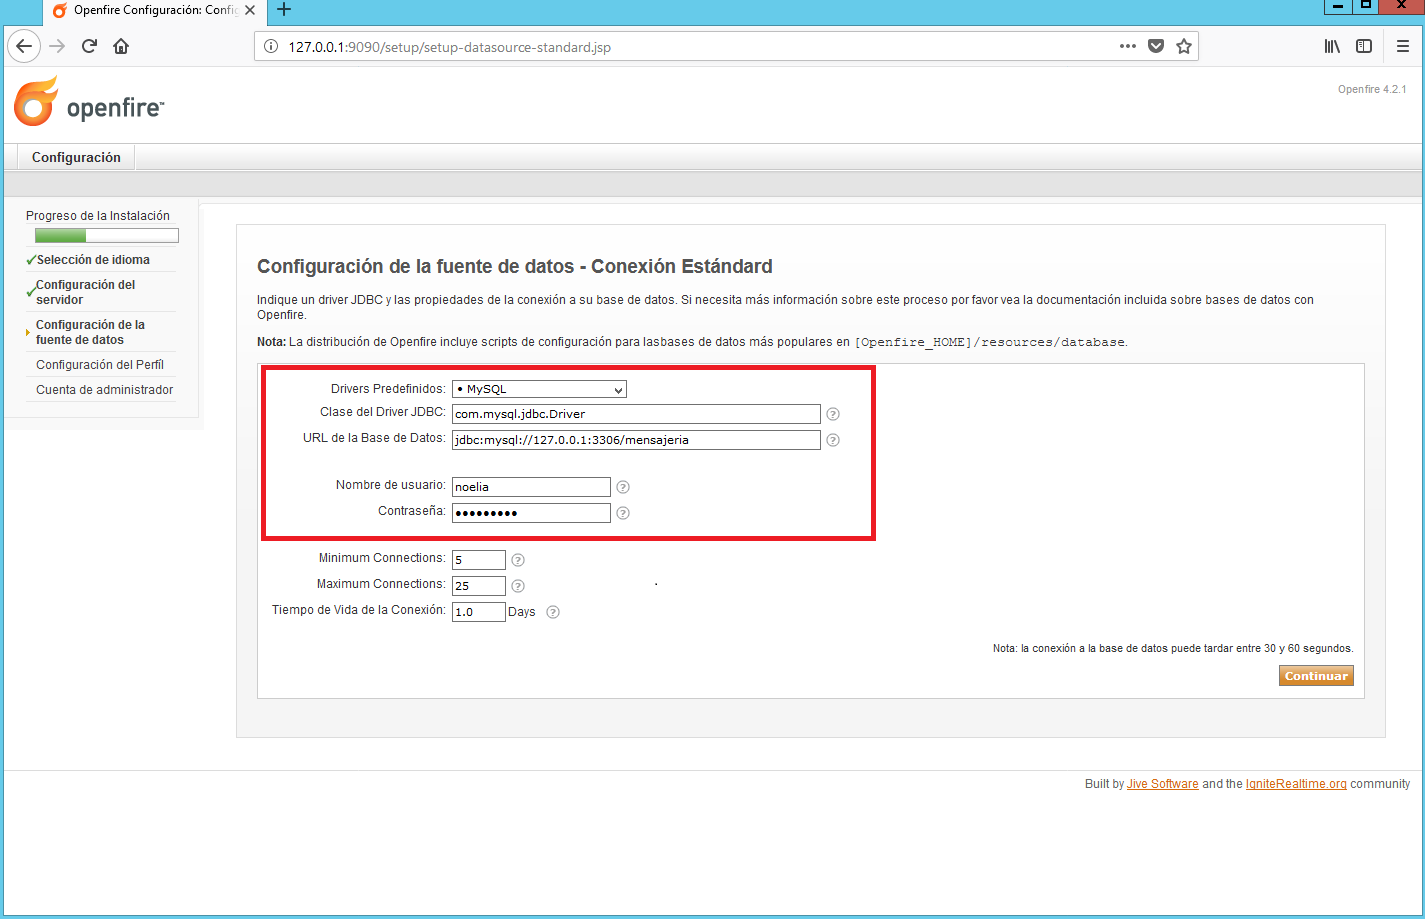 Openfire Configuración: Config
127.0.0.1:9090/setup/setup-datasource-standard.jsp
openfire™
Openfire 4.2.1
Configuración
Progreso de la Instalación
Selección de idioma
Configuración del
servidor
Configuración de la
fuente de datos
Configuración del Perfíl
Cuenta de administrador
Configuración de la fuente de datos - Conexión Estándard
Indique un driver JDBC y las propiedades de la conexión a su base de datos. Si necesita más información sobre este proceso por favor vea la documentación incluida sobre bases de datos con
Openfire.
Nota: La distribución de Openfire incluye scripts de configuración para lasbases de datos más populares en [Openfire_HOME]/resources/database.
Drivers Predefinidos: • MySQL
Clase del Driver JDBC: com.mysql.jdbc.Driver
URL de la Base de Datos: jdbc:mysql://127.0.0.1:3306/mensajeria
Nombre de usuario: noelia
Contraseña: •••••••••
Minimum Connections: 5
Maximum Connections: 25
Tiempo de Vida de la Conexión: 1.0 Days
Nota: la conexión a la base de datos puede tardar entre 30 y 60 segundos.
Continuar
Built by Jive Software and the IgniteRealtime.org community